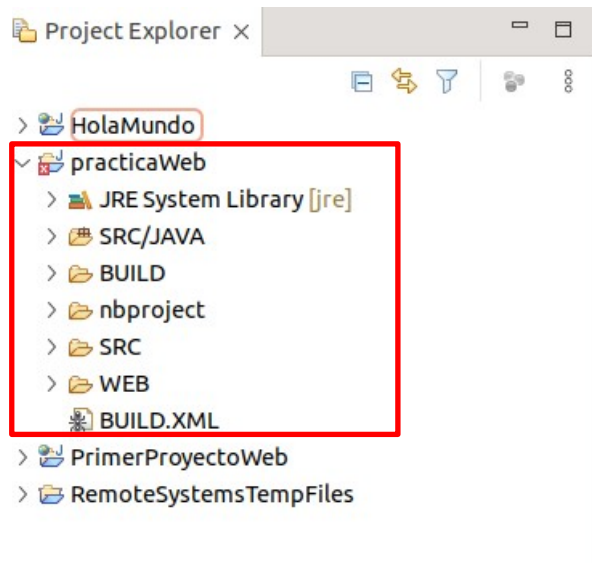 Project Explorer
HolaMundo
practicaWeb
JRE System Library [jre]
SRC/JAVA
BUILD
nbproject
SRC
WEB
BUILD.XML
PrimerProyectoWeb
RemoteSystemsTempFiles